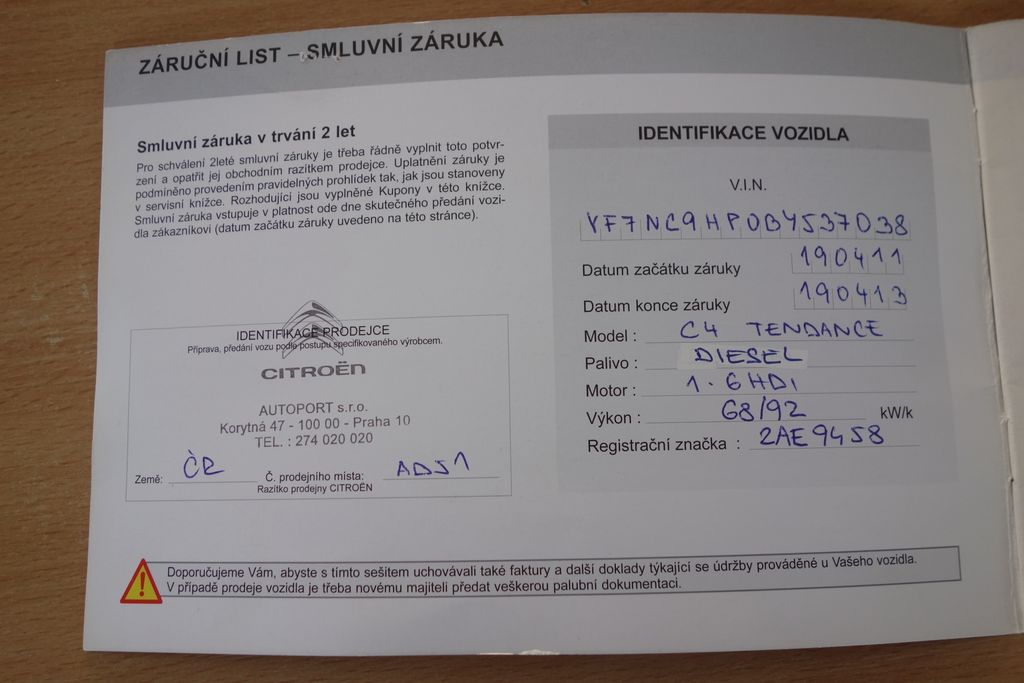 ZÁRUČNÍ LIST – SMLUVNÍ ZÁRUKA
Smluvní záruka v trvání 2 let
Pro schválení 2leté smluvní záruky je třeba řádně vyplnit toto potvr-
zení a opatřit jej obchodním razítkem prodejce. Uplatnění záruky je
podmíněno provedením pravidelných prohlídek tak, jak jsou stanoveny
v servisní knížce. Rozhodující jsou vyplněné Kupony v této knížce.
Smluvní záruka vstupuje v platnost ode dne skutečného předání vozi-
dla zákazníkovi (datum začátku záruky uvedeno na této stránce).
IDENTIFIKACE PRODEJCE
Příprava, předání vozu podle postupu specifikovaného výrobcem.
CITROËN
AUTOPORT s.r.o.
Korytná 47 - 100 00 - Praha 10
TEL. : 274 020 020
Země: ČR Č. prodejního místa: AD51
Razítko prodejny CITROËN
IDENTIFIKACE VOZIDLA
V.I.N.
VF7NC9HP0BY537038
Datum začátku záruky 190411
Datum konce záruky 190413
Model : C4 TENDANCE
Palivo : DIESEL
Motor : 1.6HDI
Výkon : 68/92 kW/k
Registrační značka : 2AE9458
Doporučujeme Vám, abyste s tímto sešitem uchovávali také faktury a další doklady týkající se údržby prováděné u Vašeho vozidla.
V případě prodeje vozidla je třeba novému majiteli předat veškerou palubní dokumentaci.